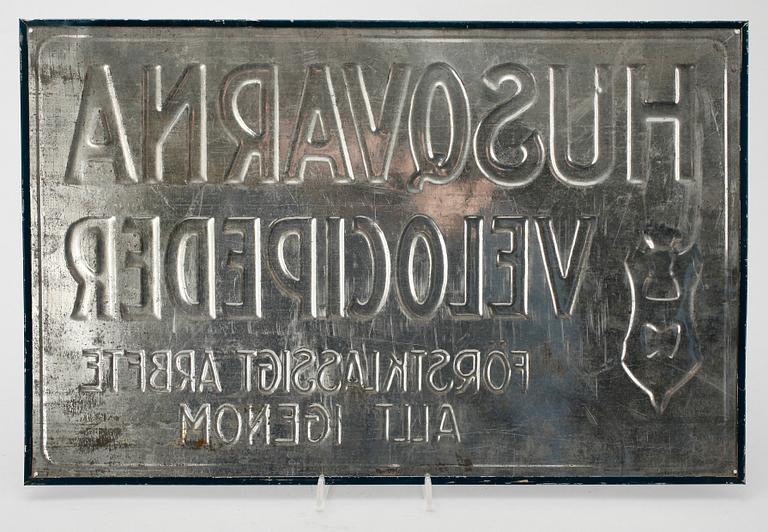 HUSQVARNA
VELOCIPEDER
FÖRSTKLASSIGT ARBETE
ALLT IGENOM